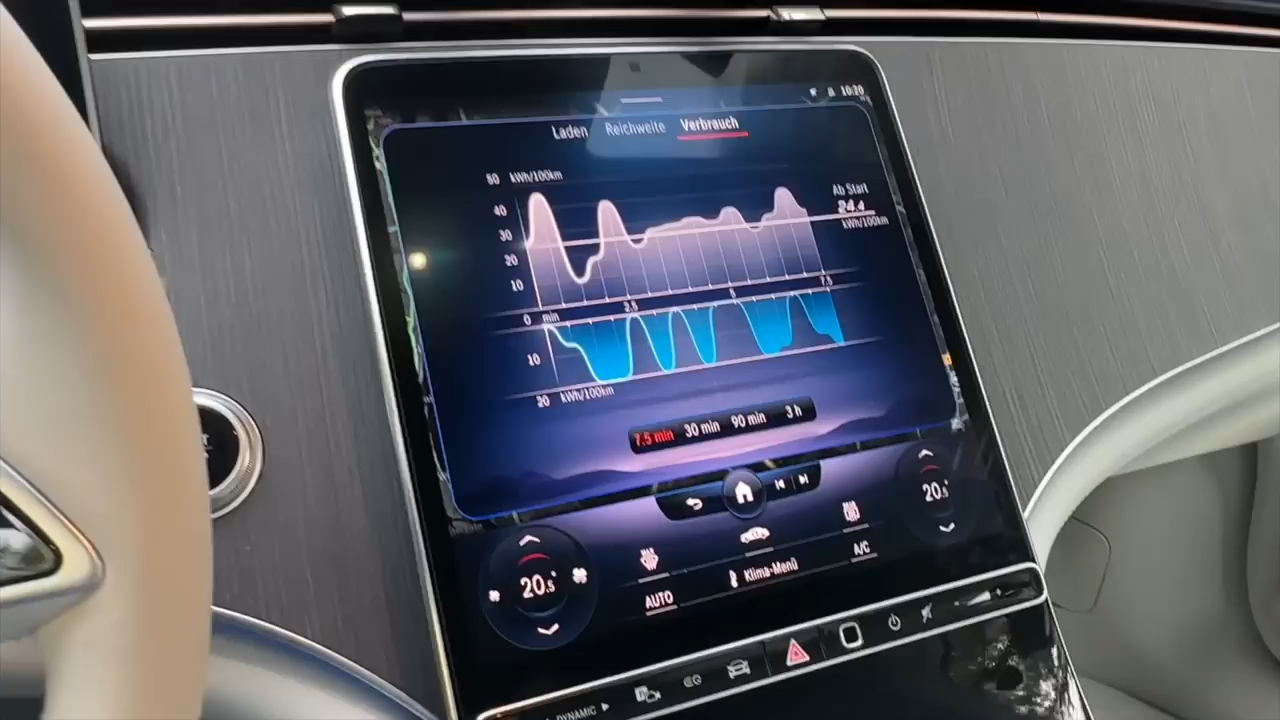 10:20
Laden Reichweite Verbrauch
50 kWh/100km
40
30
20
10
Ab Start
24.4
kWh/100km
0 min 2.5 5 7.5
10
20 kWh/100km
7.5 min 30 min 90 min 3 h
20.5°
20.5°
AUTO
Klima-Menü
A/C
DYNAMIC